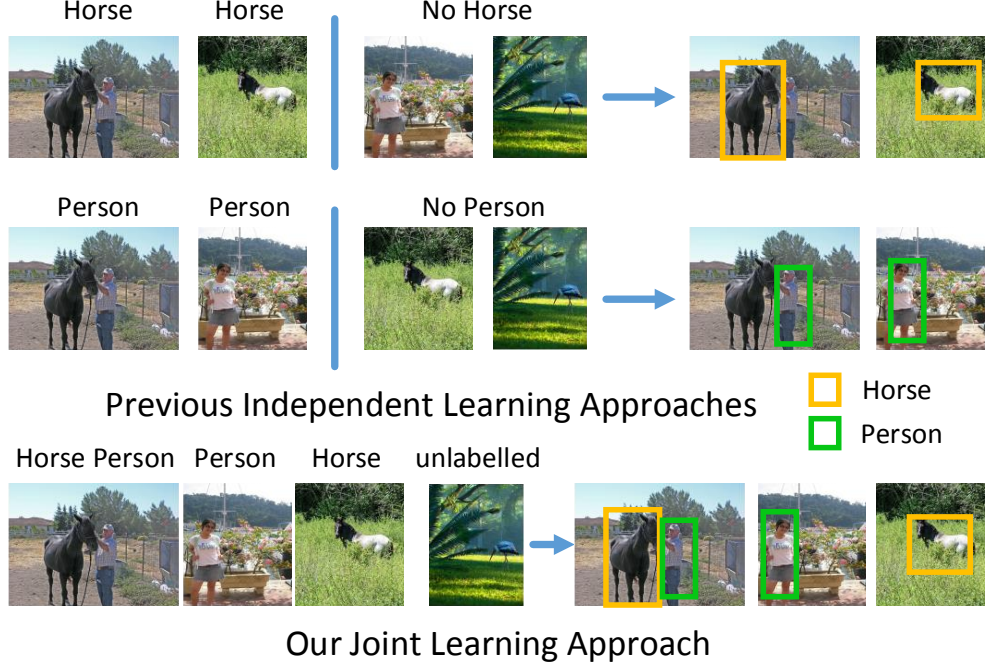 Horse Horse No Horse
Person Person No Person
Previous Independent Learning Approaches
Horse
Person
Horse Person Person Horse unlabelled
Our Joint Learning Approach